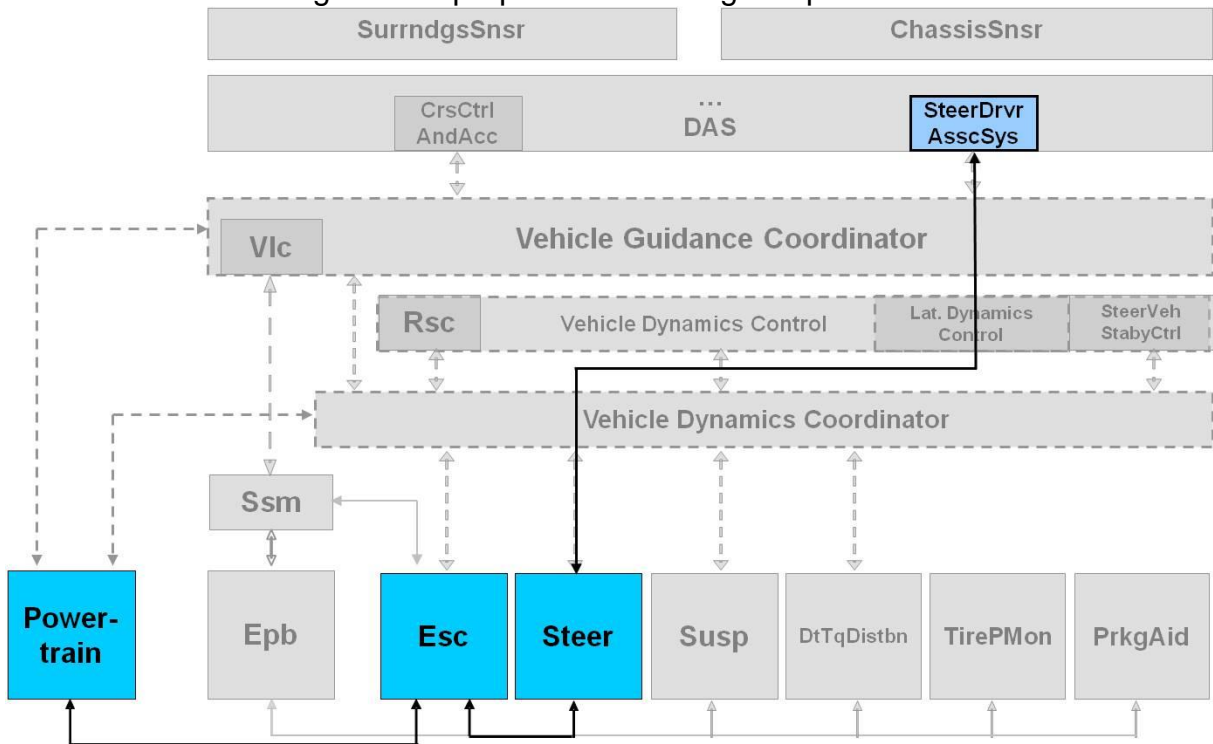 SurrndgsSnsr
ChassisSnsr
CrsCtrl
AndAcc
...
DAS
SteerDrvr
AsscSys
Vlc
Vehicle Guidance Coordinator
Rsc
Vehicle Dynamics Control
Lat. Dynamics
Control
SteerVeh
StabyCtrl
Vehicle Dynamics Coordinator
Ssm
Power-
train
Epb
Esc
Steer
Susp
DtTqDistbn
TirePMon
PrkgAid